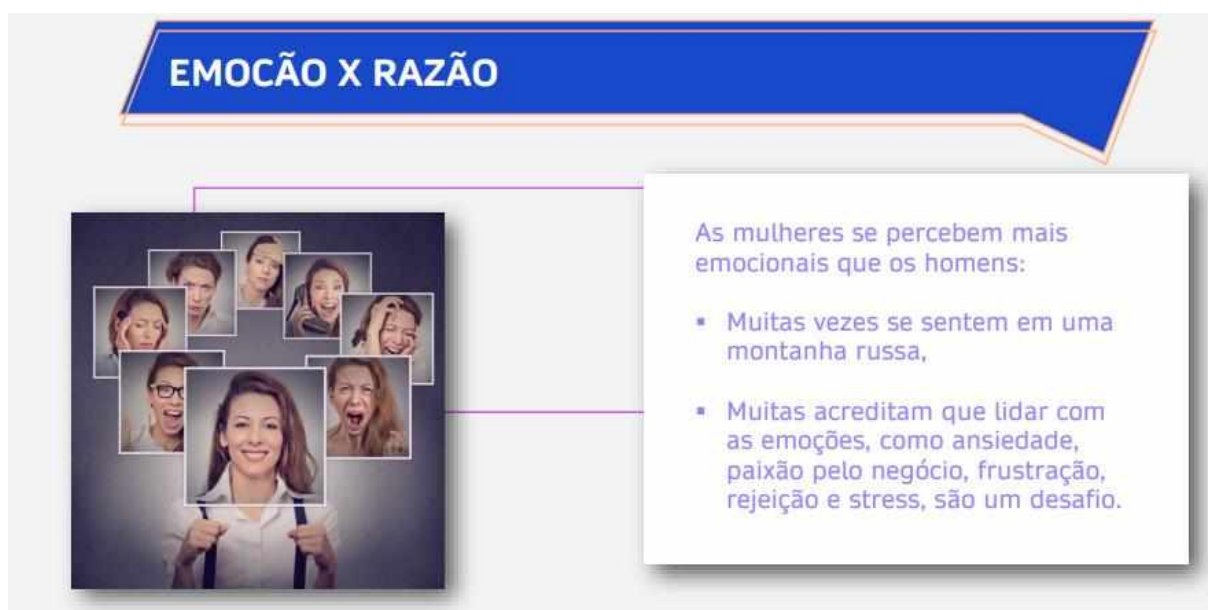 EMOCÃO X RAZÃO
As mulheres se percebem mais
emocionais que os homens:
▪ Muitas vezes se sentem em uma
montanha russa,
▪ Muitas acreditam que lidar com
as emoções, como ansiedade,
paixão pelo negócio, frustração,
rejeição e stress, são um desafio.